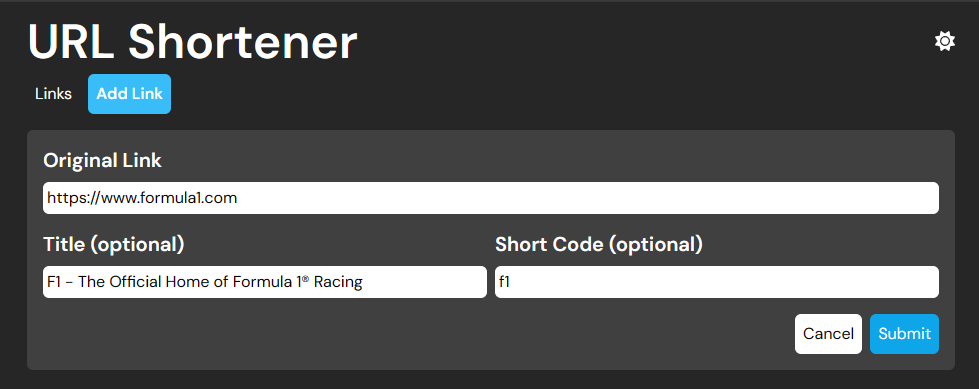 URL Shortener
Links Add Link
Original Link
https://www.formula1.com
Title (optional) Short Code (optional)
F1 - The Official Home of Formula 1® Racing f1
Cancel Submit